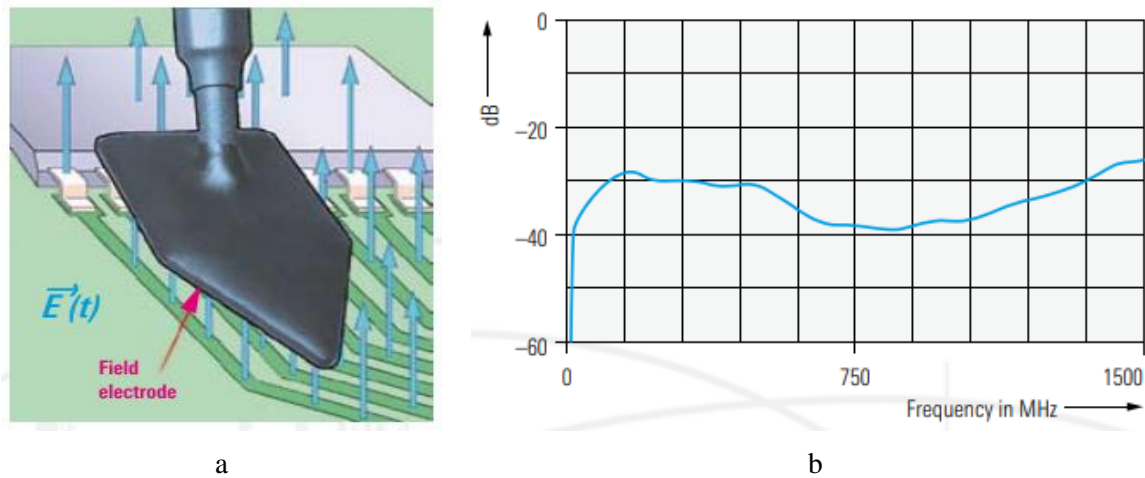 E(t)
Field
electrode
dB
0
–20
–40
–60
0
750
1500
Frequency in MHz
a
b